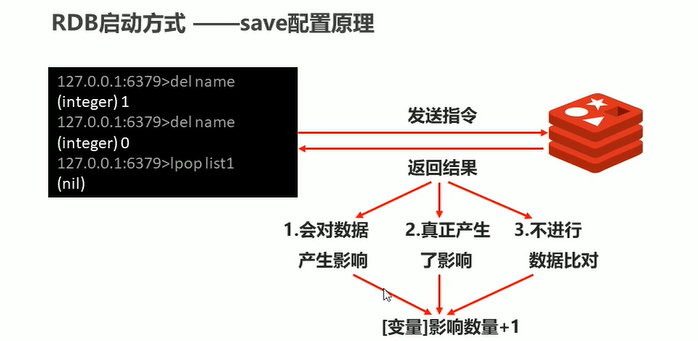 RDB启动方式 ——save配置原理
127.0.0.1:6379>del name
(integer) 1
127.0.0.1:6379>del name
(integer) 0
127.0.0.1:6379>lpop list1
(nil)
发送指令
返回结果
1.会对数据
产生影响
2.真正产生
了影响
3.不进行
数据比对
[变量]影响数量+1